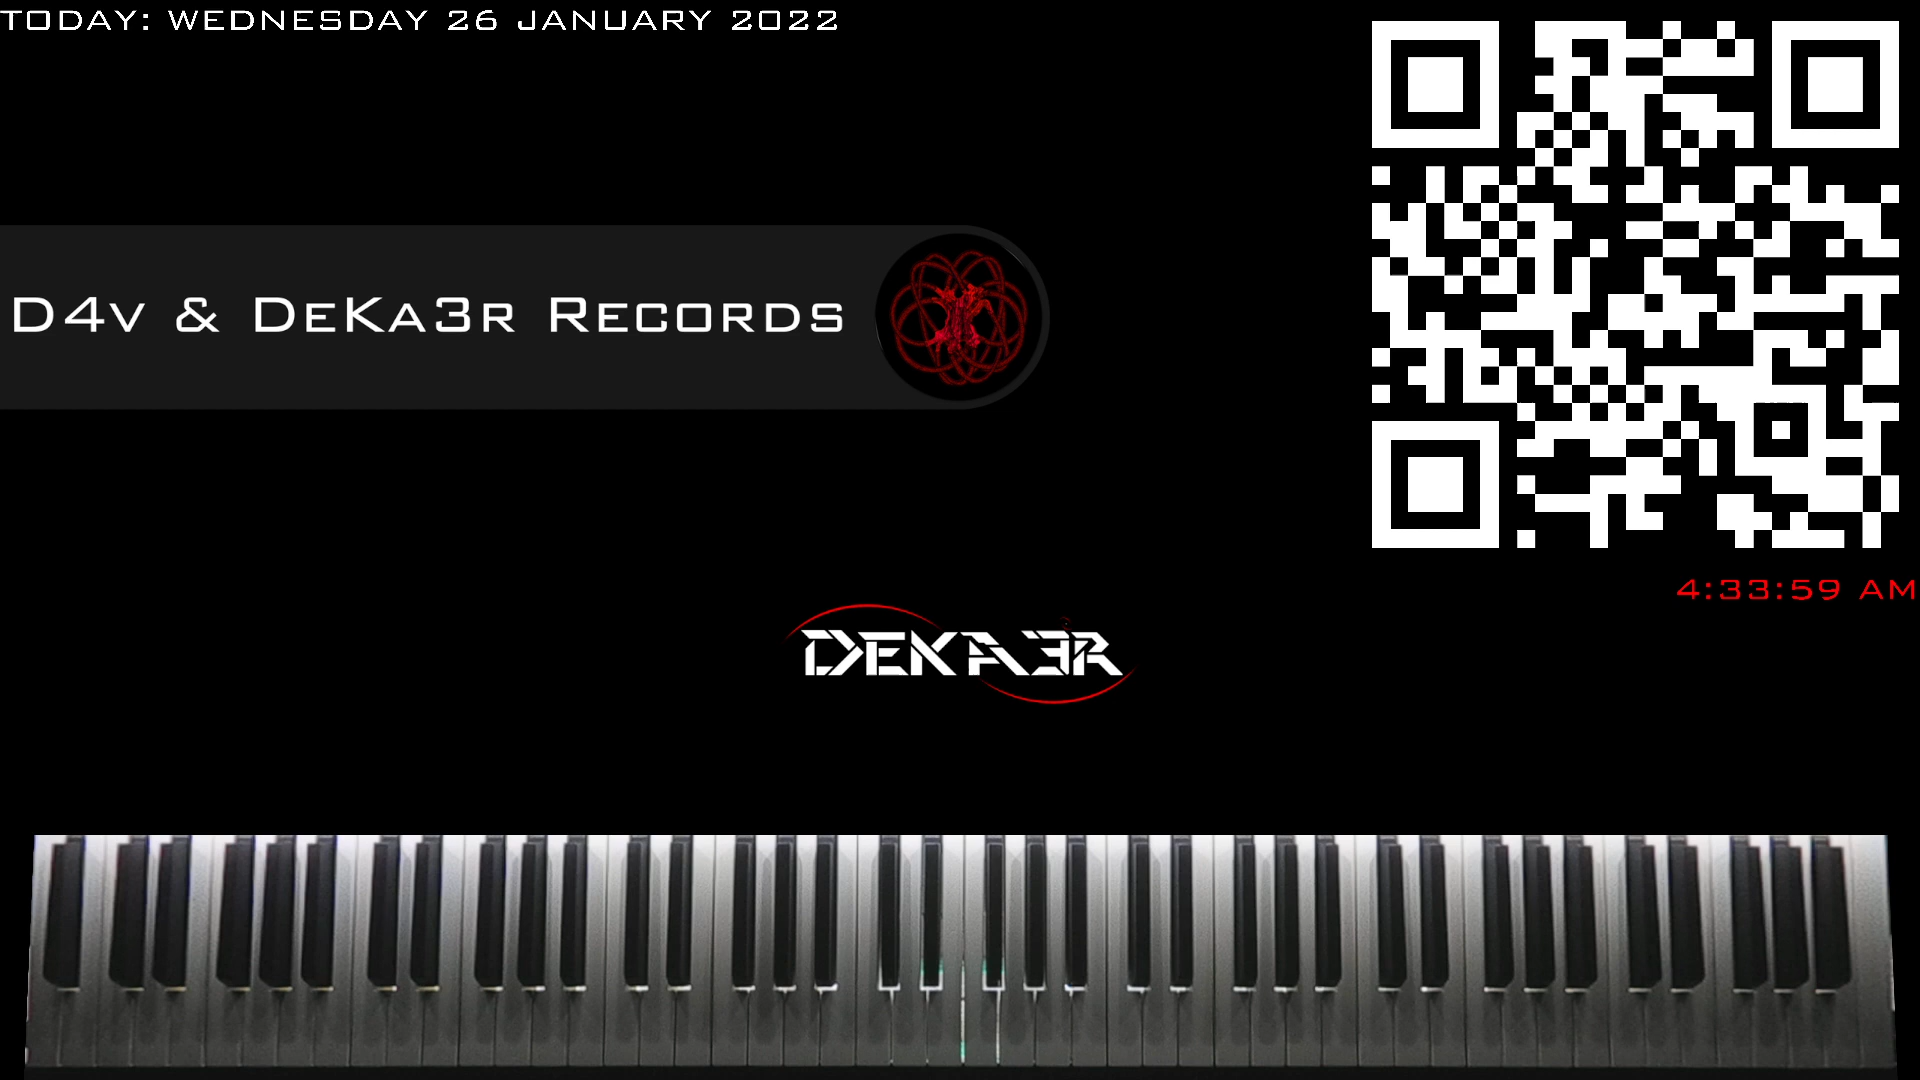 TODAY: WEDNESDAY 26 JANUARY 2022
D4v & DeKa3r Records
4:33:59 AM
DEKA3R